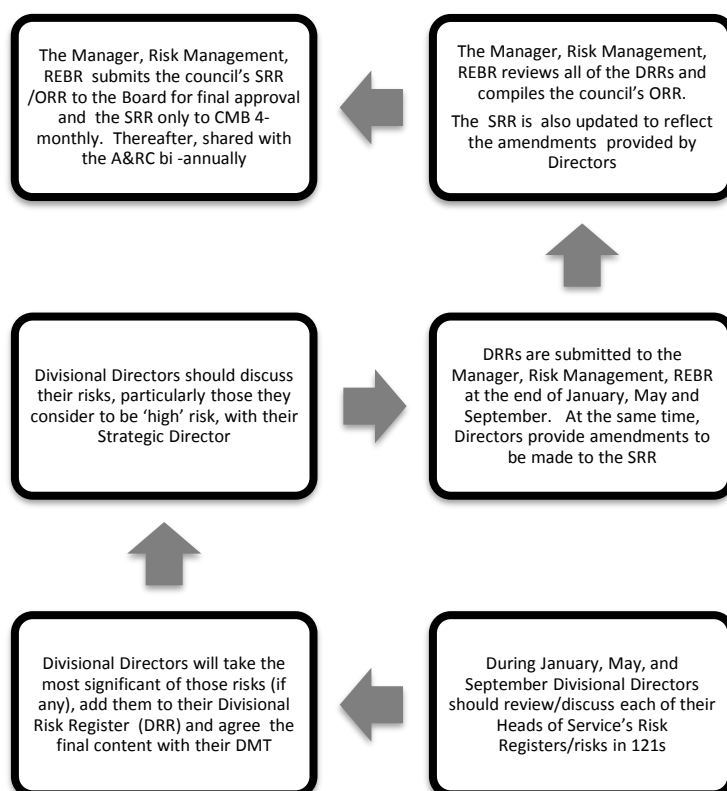 The Manager, Risk Management,
REBR submits the council's SRR
/ORR to the Board for final approval
and the SRR only to CMB 4-
monthly. Thereafter, shared with
the A&RC bi -annually
The Manager, Risk Management,
REBR reviews all of the DRRs and
compiles the council's ORR.
The SRR is also updated to reflect
the amendments provided by
Directors
Divisional Directors should discuss
their risks, particularly those they
consider to be 'high' risk, with their
Strategic Director
DRRs are submitted to the
Manager, Risk Management, REBR
at the end of January, May and
September. At the same time,
Directors provide amendments to
be made to the SRR
Divisional Directors will take the
most significant of those risks (if
any), add them to their Divisional
Risk Register (DRR) and agree the
final content with their DMT
During January, May, and
September Divisional Directors
should review/discuss each of their
Heads of Service's Risk
Registers/risks in 121s